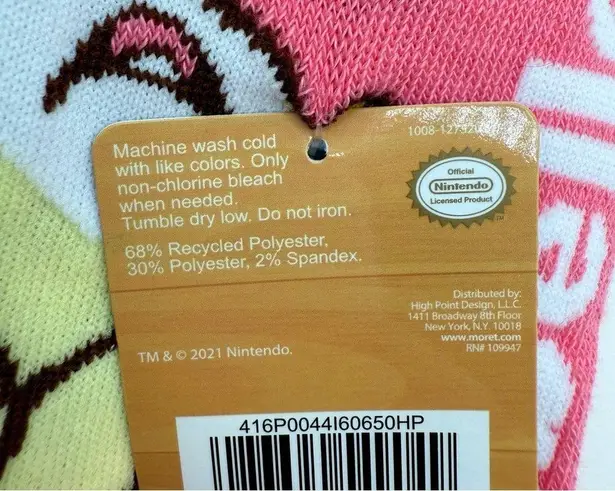 Machine wash cold
with like colors. Only
non-chlorine bleach
when needed.
Tumble dry low. Do not iron.
68% Recycled Polyester,
30% Polyester, 2% Spandex.
Official
Nintendo
Licensed Product
TM
Distributed by:
High Point Design, L.L.C.
1411 Broadway 8th Floor
New York, N.Y. 10018
www.moret.com
RN# 109947
TM & © 2021 Nintendo.
416P0044I60650HP